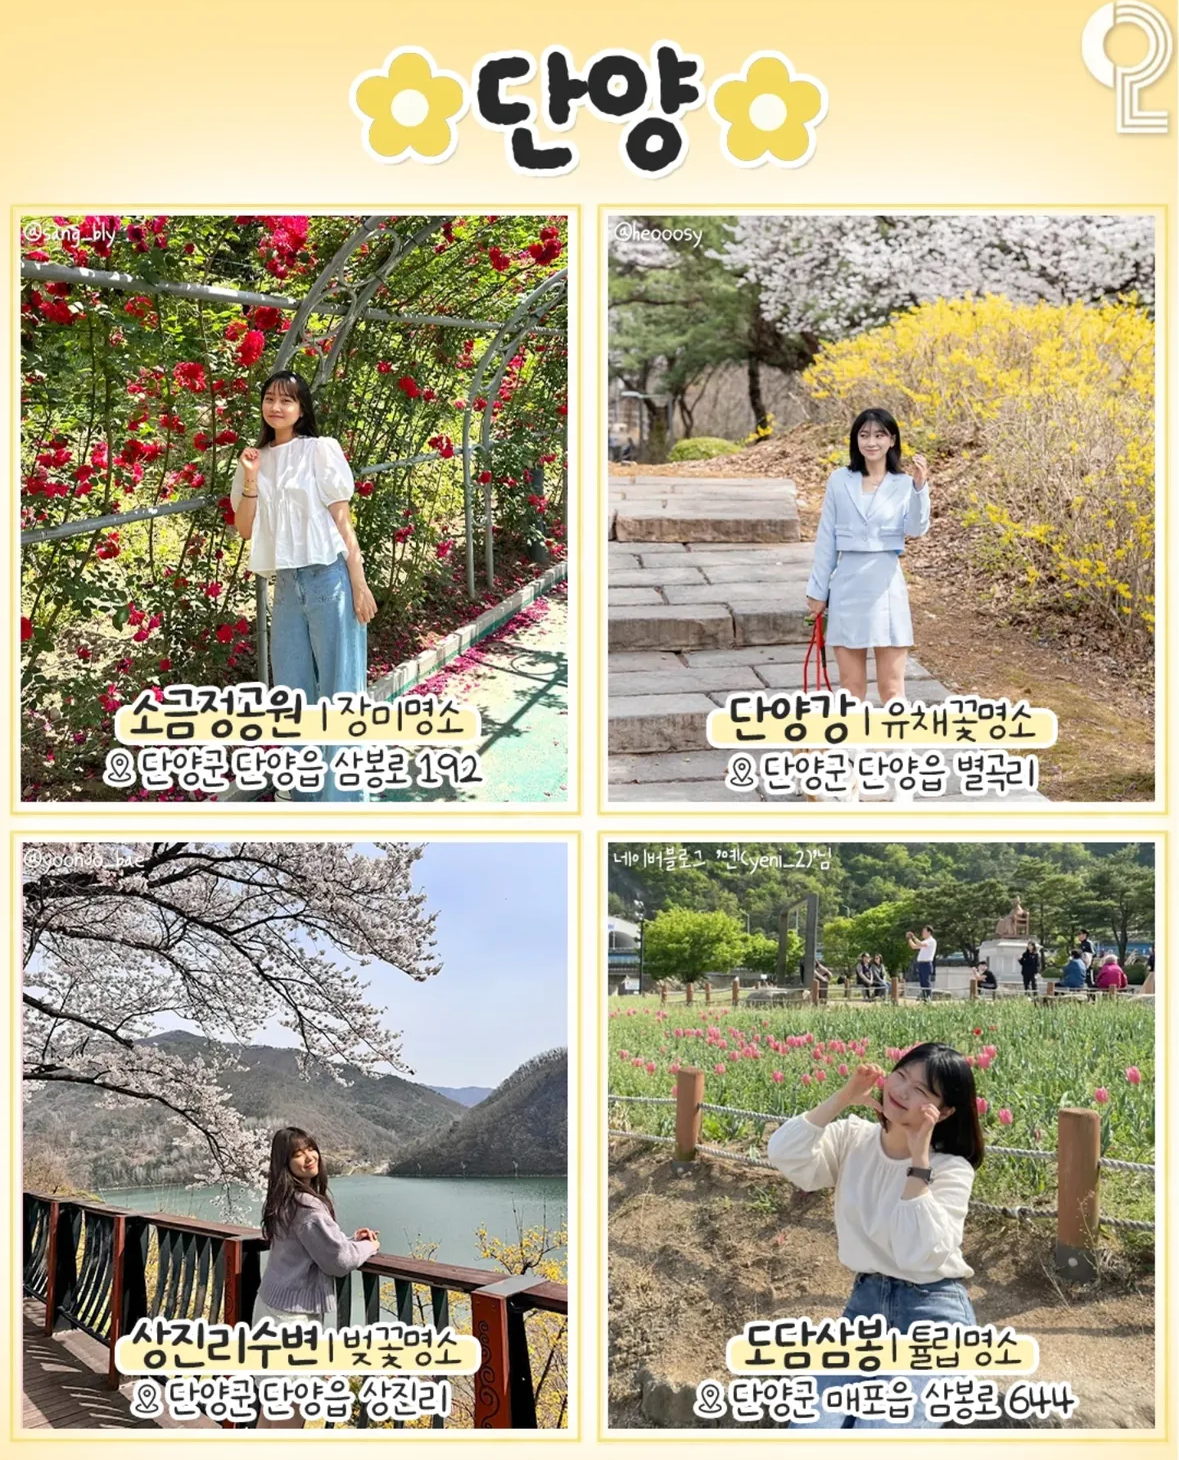 단양
@sang_bly
소금정공원 | 장미명소
단양군 단양읍 삼봉로 192
@heooosy
단양강 | 유채꽃명소
단양군 단양읍 별곡리
@yoonjo_bae
상진리수변 | 벚꽃명소
단양군 단양읍 상진리
네이버블로그 '옌(yeni_2)'님
도담삼봉 | 튤립명소
단양군 매포읍 삼봉로 644